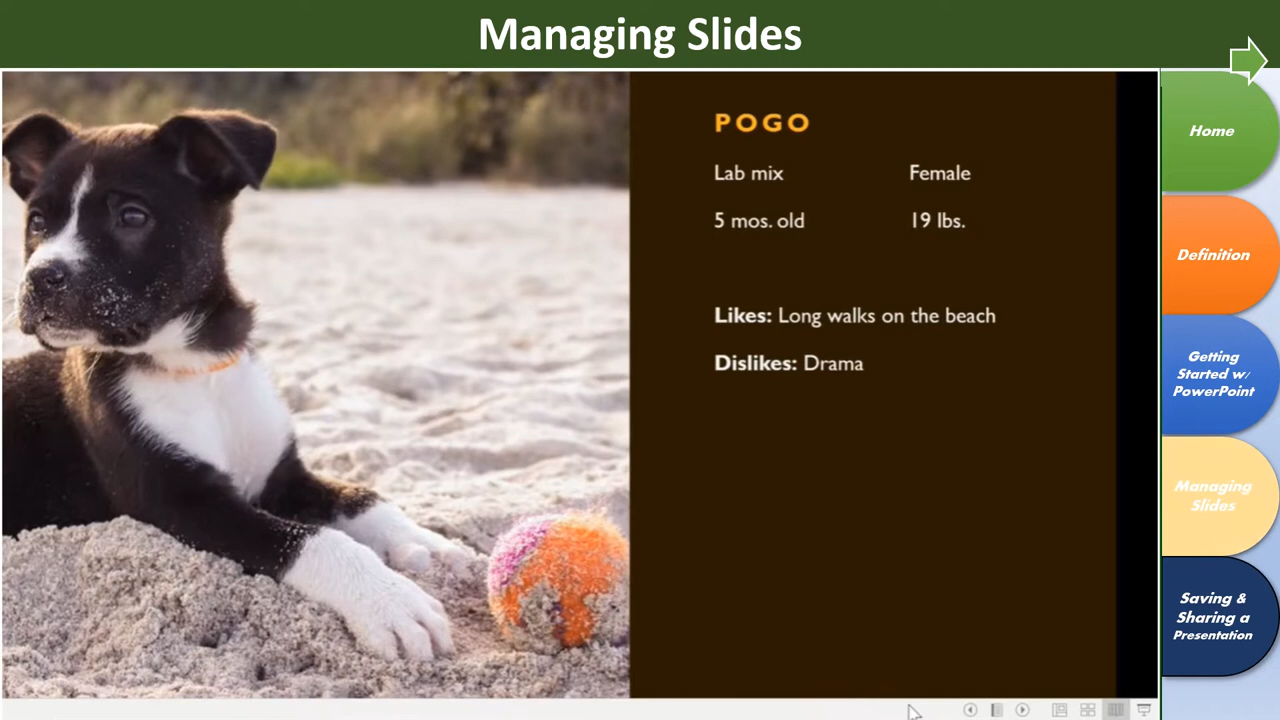 Managing Slides
POGO
Lab mix
Female
5 mos. old
19 lbs.
Likes: Long walks on the beach
Dislikes: Drama
Home
Definition
Getting
Started w/
PowerPoint
Managing
Slides
Saving &
Sharing a
Presentation